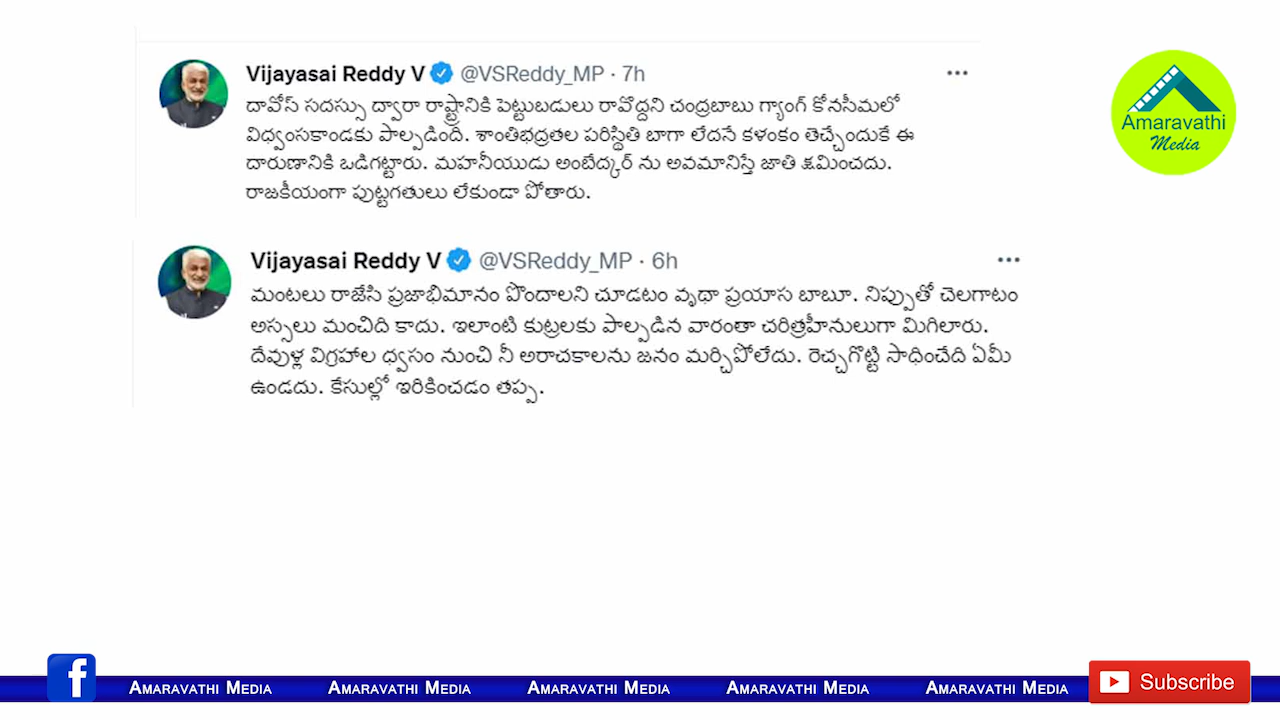 Vijayasai Reddy V @VSReddy_MP · 7h
దావోస్ సదస్సు ద్వారా రాష్ట్రానికి పెట్టుబడులు రావొద్దని చంద్రబాబు గ్యాంగ్ కోనసీమలో
విధ్వంసకాండకు పాల్పడింది. శాంతిభద్రతల పరిస్థితి బాగా లేదనే కళంకం తెచ్చేందుకే ఈ
దారుణానికి ఒడిగట్టారు. మహనీయుడు అంబేద్కర్ ను అవమానిస్తే జాతి క్షమించదు.
రాజకీయంగా పుట్టగతులు లేకుండా పోతారు.
Amaravathi
Media
Vijayasai Reddy V @VSReddy_MP · 6h
మంటలు రాజేసి ప్రజాభిమానం పొందాలని చూడటం వృధా ప్రయాస బాబూ. నిప్పుతో చెలగాటం
అస్సలు మంచిది కాదు. ఇలాంటి కుట్రలకు పాల్పడిన వారంతా చరిత్రహీనులుగా మిగిలారు.
దేవుళ్ల విగ్రహాల ధ్వసం నుంచి నీ అరాచకాలను జనం మర్చిపోలేదు. రెచ్చగొట్టి సాధించేది ఏమీ
ఉండదు. కేసుల్లో ఇరికించడం తప్ప.
f Amaravathi Media Amaravathi Media Amaravathi Media Amaravathi Media Amaravathi Media Subscribe